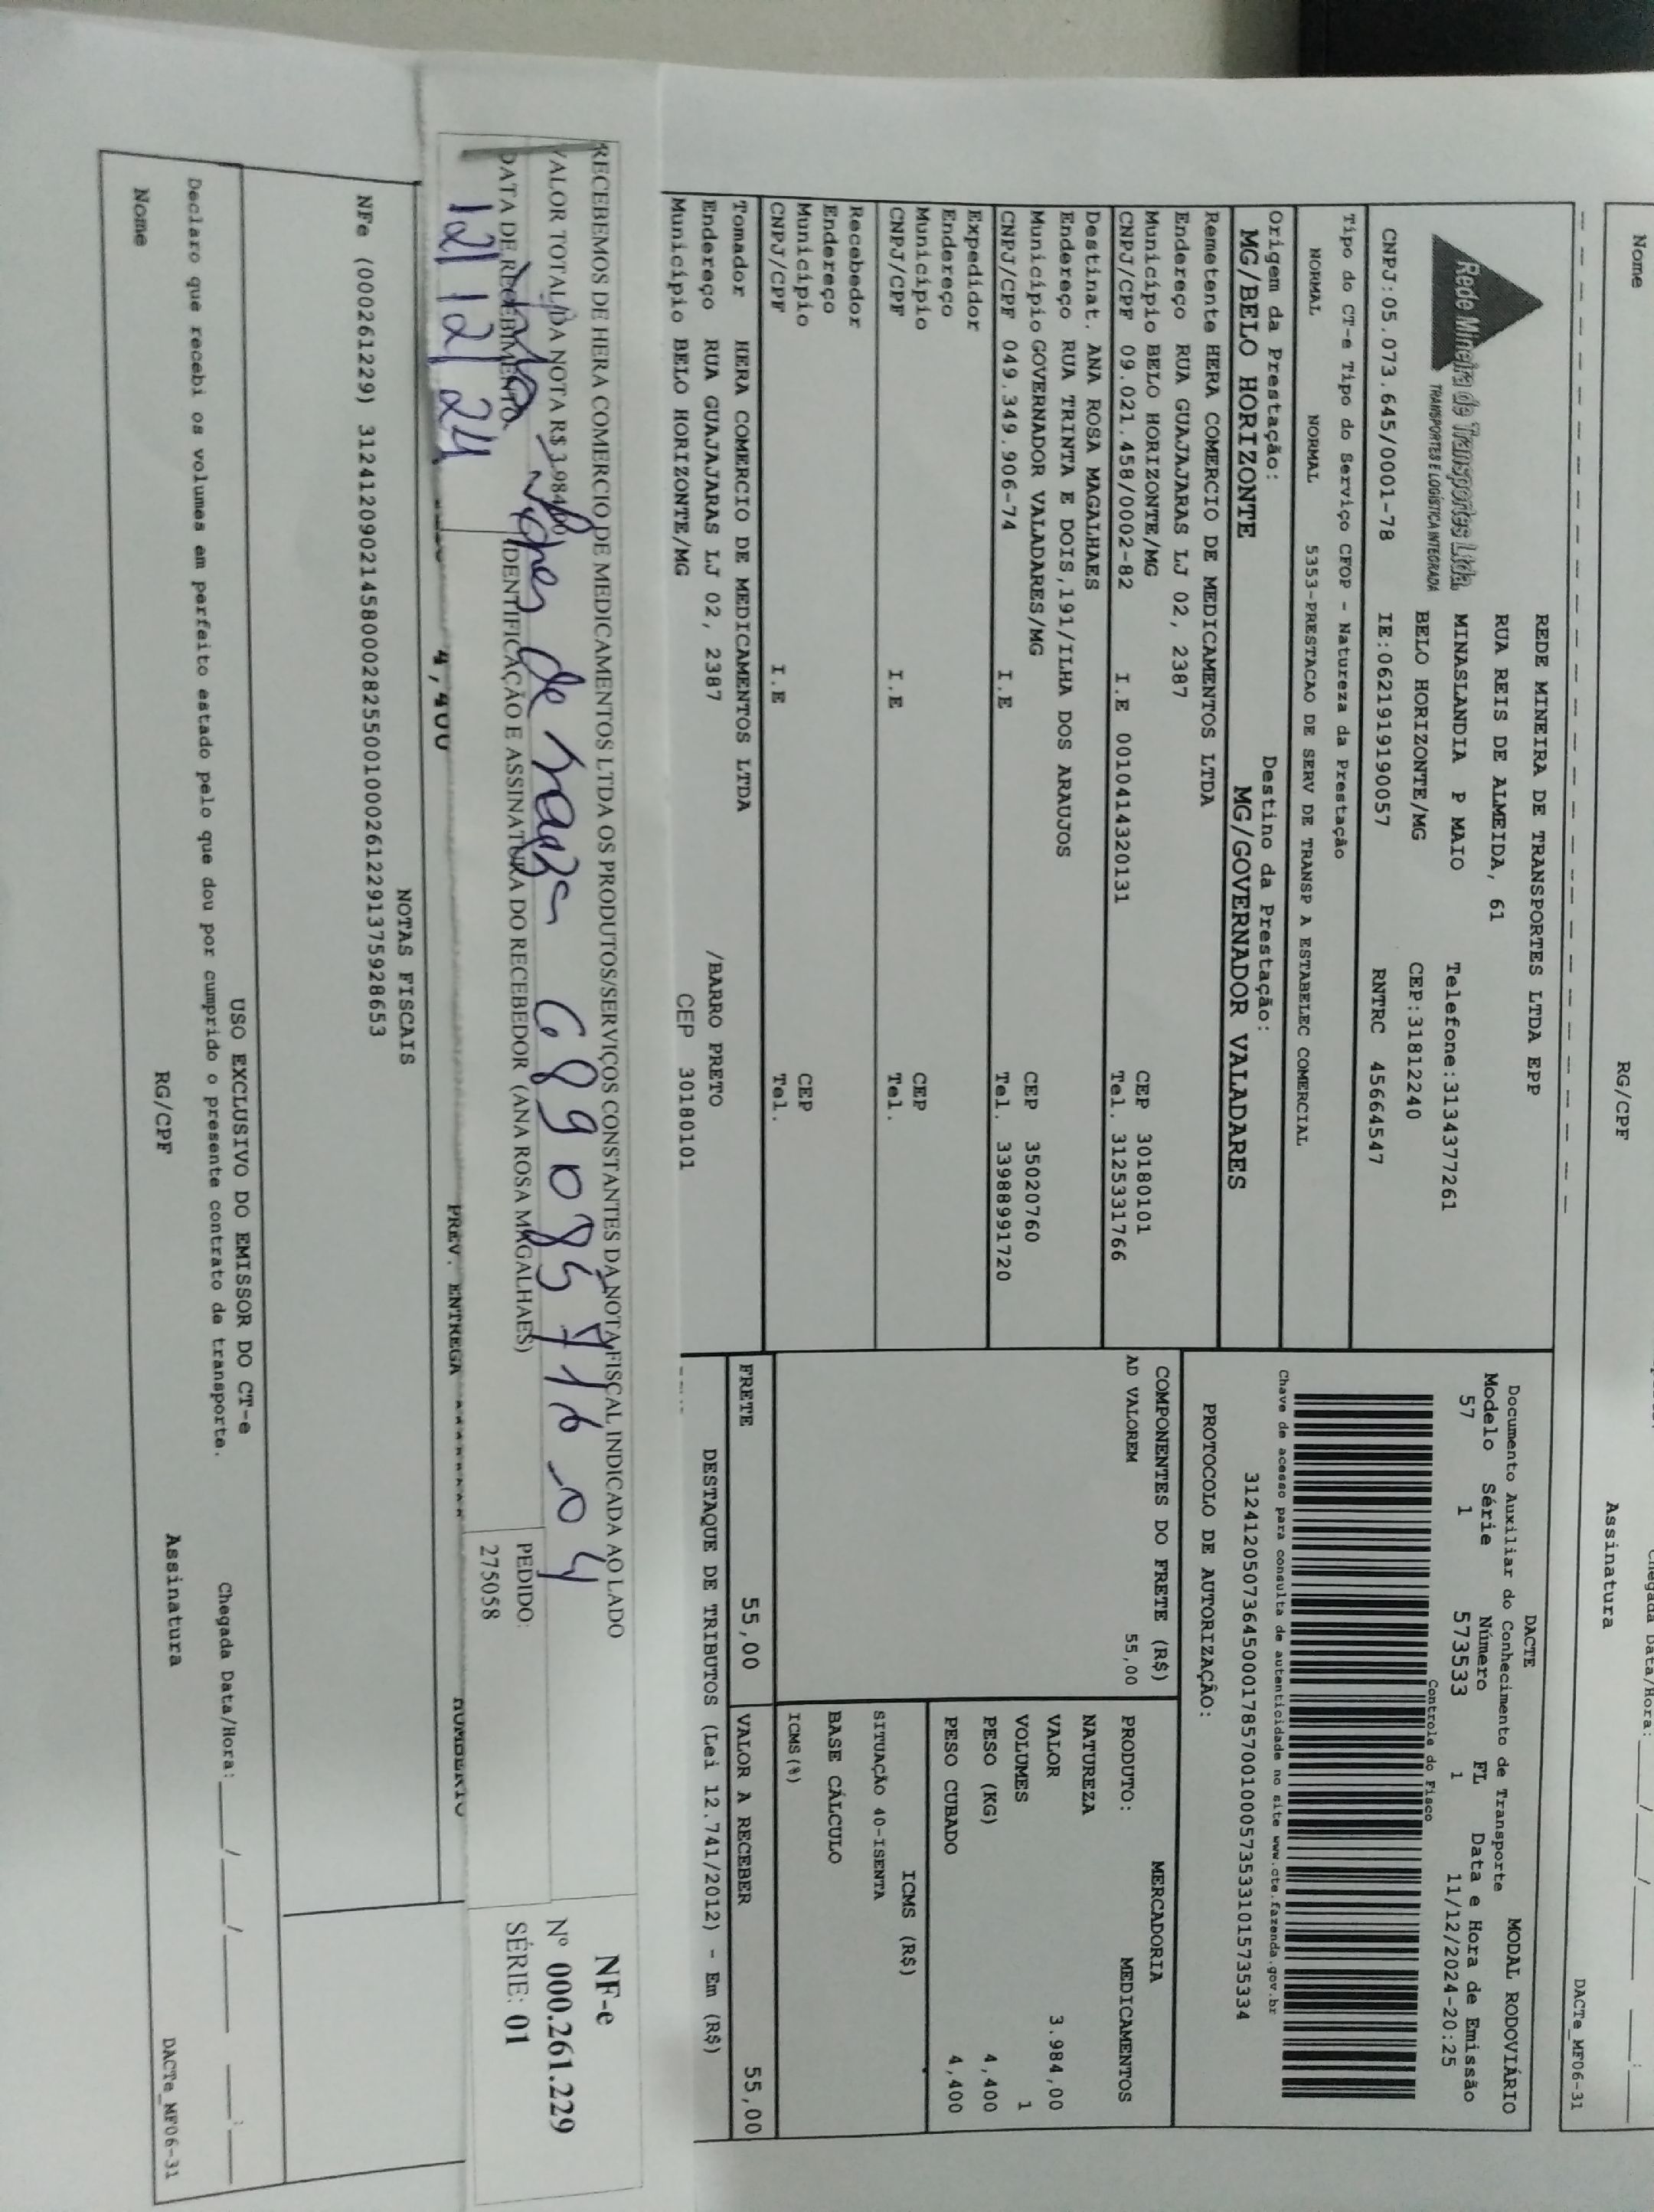 Chegada Data/Hora: ____/____/______ ____:____
Nome RG/CPF Assinatura
DACTe_MF06-31
Rede Mineira de Transportes Ltda.
TRANSPORTES E LOGÍSTICA INTEGRADA
REDE MINEIRA DE TRANSPORTES LTDA EPP
RUA REIS DE ALMEIDA, 61
MINASLANDIA P MAIO Telefone:3134377261
BELO HORIZONTE/MG CEP:31812240
CNPJ:05.073.645/0001-78 IE:0621919190057 RNTRC 45664547
Tipo do CT-e Tipo do Serviço CFOP - Natureza da Prestação
NORMAL NORMAL 5353-PRESTACAO DE SERV DE TRANSP A ESTABELEC COMERCIAL
Origem da Prestação: Destino da Prestação:
MG/BELO HORIZONTE MG/GOVERNADOR VALADARES
Remetente HERA COMERCIO DE MEDICAMENTOS LTDA
Endereço RUA GUAJAJARAS LJ 02, 2387
Município BELO HORIZONTE/MG CEP 30180101
CNPJ/CPF 09.021.458/0002-82 I.E 0010414320131 Tel. 3125331766
Destinat. ANA ROSA MAGALHAES
Endereço RUA TRINTA E DOIS,191/ILHA DOS ARAUJOS
Município GOVERNADOR VALADARES/MG CEP 35020760
CNPJ/CPF 049.349.906-74 I.E Tel. 33988991720
Expedidor
Endereço
Município CEP
CNPJ/CPF I.E Tel.
Recebedor
Endereço
Município CEP
CNPJ/CPF I.E Tel.
Tomador HERA COMERCIO DE MEDICAMENTOS LTDA
Endereço RUA GUAJAJARAS LJ 02, 2387 /BARRO PRETO
Município BELO HORIZONTE/MG CEP 30180101
DACTE MODAL RODOVIÁRIO
Documento Auxiliar do Conhecimento de Transporte
Modelo Série Número FL Data e Hora de Emissão
57 1 573533 1 11/12/2024-20:25
Controle do Fisco
Chave de acesso para consulta de autenticidade no site www.cte.fazenda.gov.br
31241205073645000178570010005735331015735334
PROTOCOLO DE AUTORIZAÇÃO:
COMPONENTES DO FRETE (R$)
AD VALOREM 55,00
MERCADORIA
PRODUTO: MEDICAMENTOS
NATUREZA
VALOR 3.984,00
VOLUMES 1
PESO (KG) 4,400
PESO CUBADO 4,400
ICMS (R$)
SITUAÇÃO 40-ISENTA
BASE CÁLCULO
ICMS(%)
FRETE 55,00 VALOR A RECEBER 55,00
DESTAQUE DE TRIBUTOS (Lei 12.741/2012) - Em (R$)
RECEBEMOS DE HERA COMERCIO DE MEDICAMENTOS LTDA OS PRODUTOS/SERVIÇOS CONSTANTES DA NOTA FISCAL INDICADA AO LADO
VALOR TOTAL DA NOTA R$ 3.984,00
DATA DE RECEBIMENTO IDENTIFICAÇÃO E ASSINATURA DO RECEBEDOR (ANA ROSA MAGALHAES)
12/12/24
de
689085716-04
PEDIDO:
275058
NF-e
Nº 000.261.229
SÉRIE: 01
4,400 PREV. ENTREGA
NOTAS FISCAIS
NFe (000261229) 31241209021458000282550010002612291375928653
USO EXCLUSIVO DO EMISSOR DO CT-e
Declaro que recebi os volumes em perfeito estado pelo que dou por cumprido o presente contrato de transporte.
Chegada Data/Hora: ____/____/______ ____:____
Nome RG/CPF Assinatura
DACTe_MF06-31